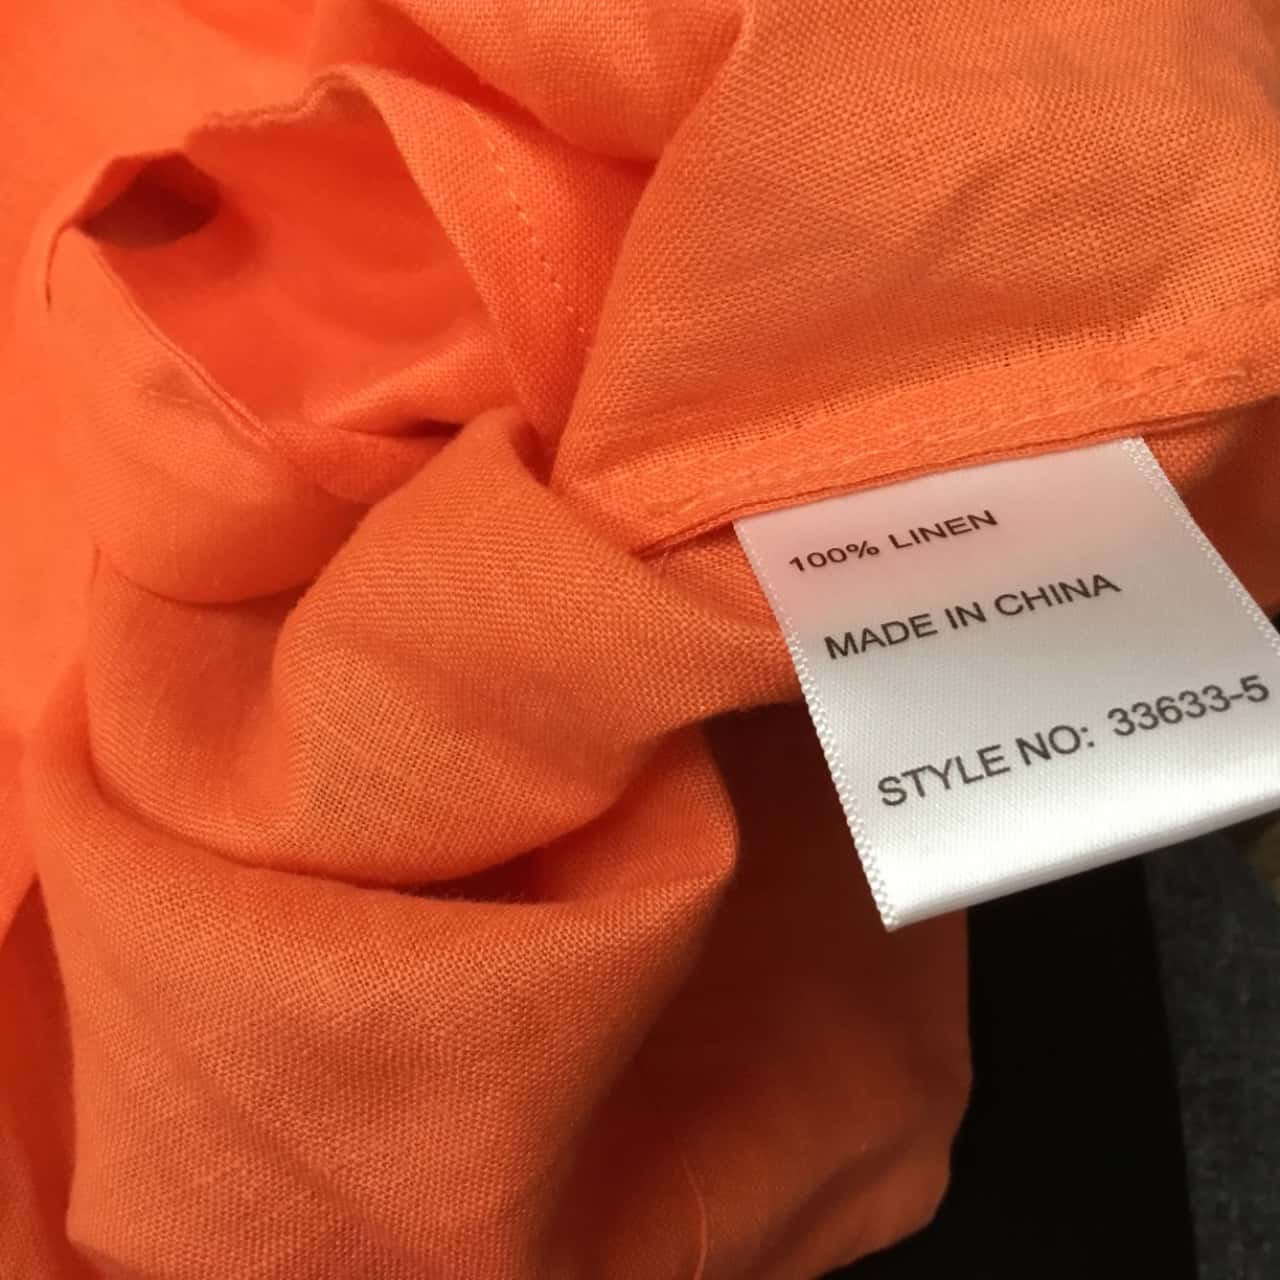 100% LINEN
MADE IN CHINA
STYLE NO: 33633-5